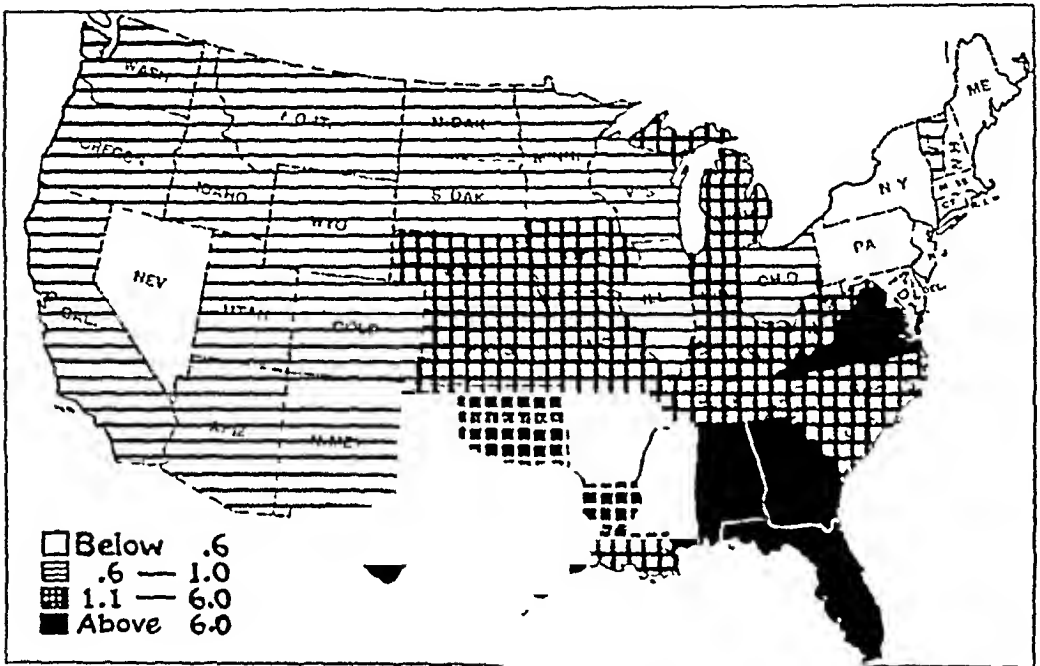 WASH
N.DAK
ME
OREGON
N.H.
N Y
IDAHO
S.DAK
WYO
PA
NEV
OHIO
ILL
DEL.
CAL.
UTAH
COLO
ARIZ
N.MEX
Below .6
.6 — 1.0
1.1 — 6.0
Above 6.0